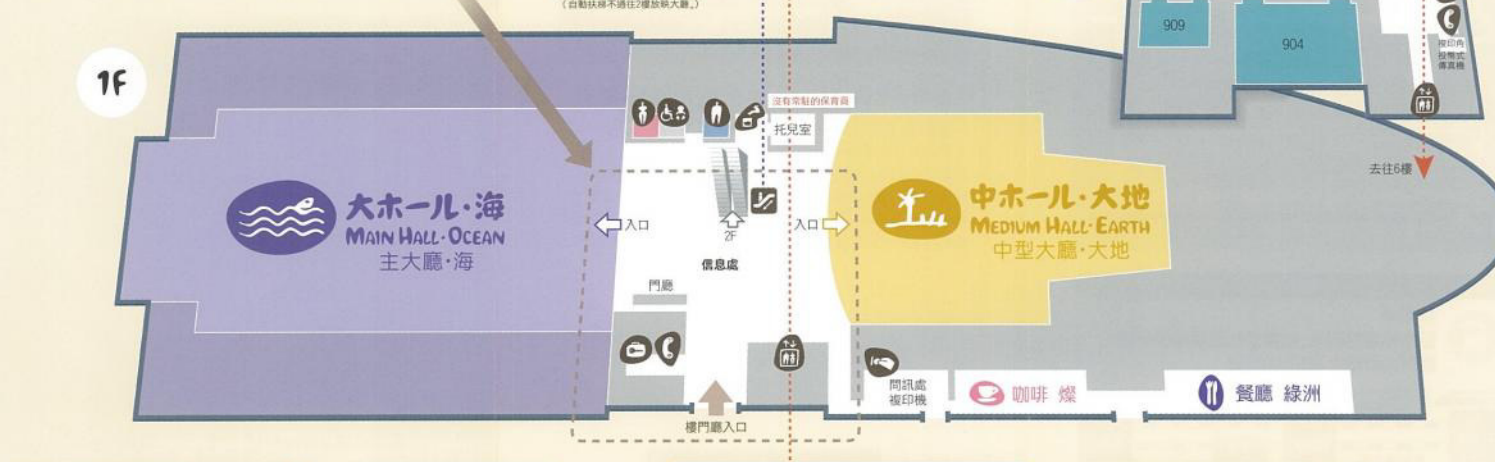 (自動扶梯不通往2樓放映大廳。)
909
904
複印角
投幣式
傳真機
1F
沒有常駐的保育員
托兒室
去往6樓
大ホール・海
MAIN HALL・OCEAN
主大廳・海
入口
2F
入口
中ホール・大地
MEDIUM HALL・EARTH
中型大廳・大地
信息處
門廳
問訊處
複印機
咖啡 燦
餐廳 綠洲
樓門廳入口